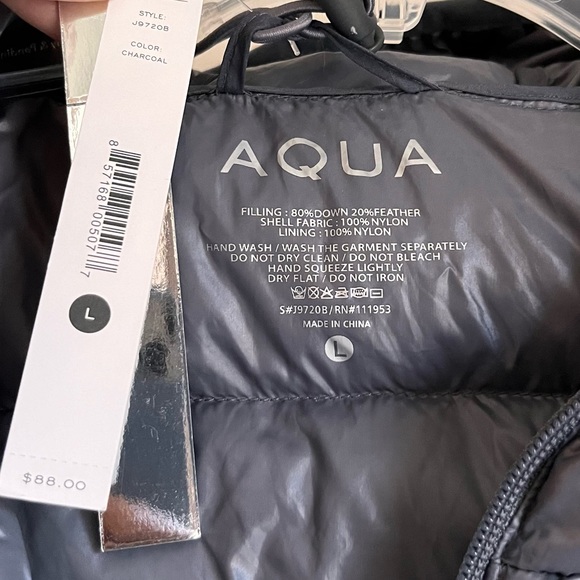 STYLE:
J9720B
COLOR:
CHARCOAL
8 57168 00507 7
L
$88.00
AQUA
FILLING : 80%DOWN 20%FEATHER
SHELL FABRIC : 100%NYLON
LINING : 100%NYLON
HAND WASH / WASH THE GARMENT SEPARATELY
DO NOT DRY CLEAN / DO NOT BLEACH
HAND SQUEEZE LIGHTLY
DRY FLAT / DO NOT IRON
S#J9720B/RN#111953
MADE IN CHINA
L